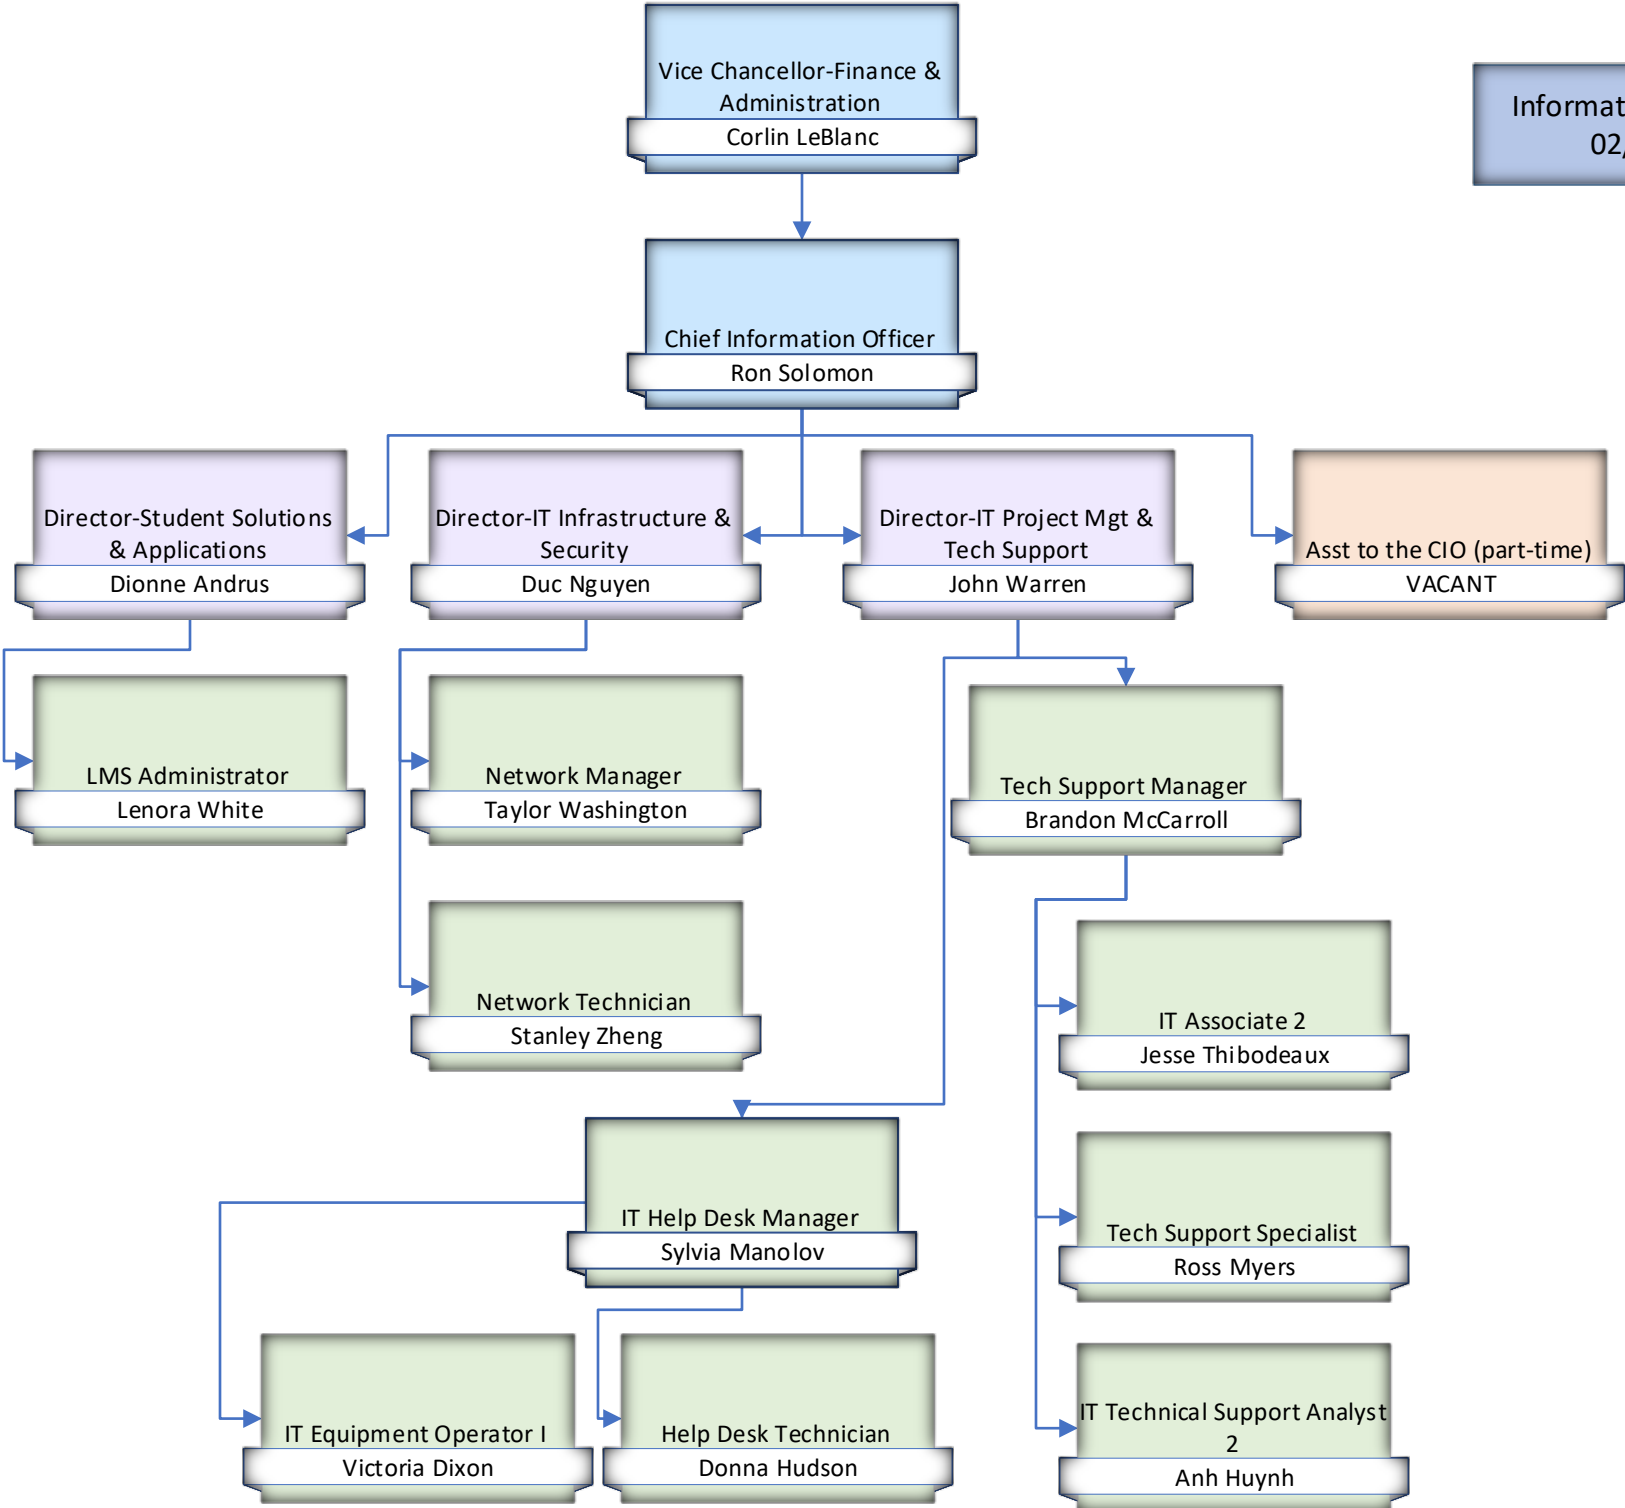 Vice Chancellor-Finance &
Administration
Corlin LeBlanc
02
Chief Information Officer
Ron Solomon
Director-Student Solutions
& Applications
Dionne Andrus
Director-IT Infrastructure &
Security
Duc Nguyen
Director-IT Project Mgt &
Tech Support
John Warren
Asst to the CIO (part-time)
VACANT
LMS Administrator
Lenora White
Network Manager
Taylor Washington
Tech Support Manager
Brandon McCarroll
Network Technician
Stanley Zheng
IT Associate 2
Jesse Thibodeaux
IT Help Desk Manager
Sylvia Manolov
Tech Support Specialist
Ross Myers
IT Equipment Operator I
Victoria Dixon
Help Desk Technician
Donna Hudson
IT Technical Support Analyst
2
Anh Huynh